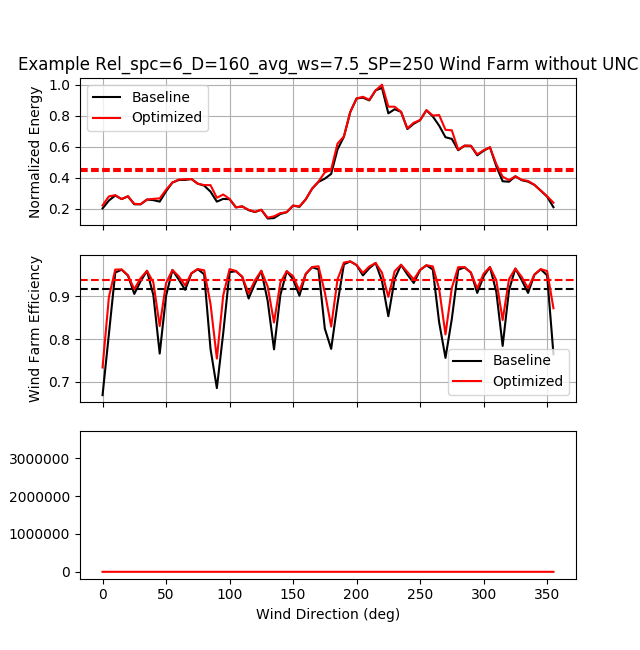 Example Rel_spc=6_D=160_avg_ws=7.5_SP=250 Wind Farm without UNC
Normalized Energy
1.0
0.8
0.6
0.4
0.2
Baseline
Optimized
Wind Farm Efficiency
0.9
0.8
0.7
Baseline
Optimized
3000000
2000000
1000000
0
0 50 100 150 200 250 300 350
Wind Direction (deg)